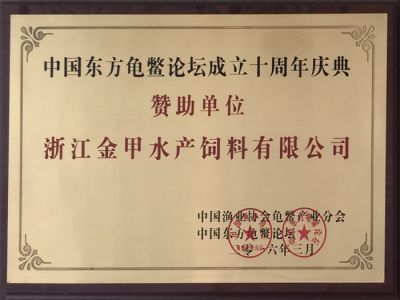 中国东方龟鳖论坛成立十周年庆典
赞助单位
浙江金甲水产饲料有限公司
中国渔业协会龟鳖产业分会
中国东方龟鳖论坛
二〇一六年三月